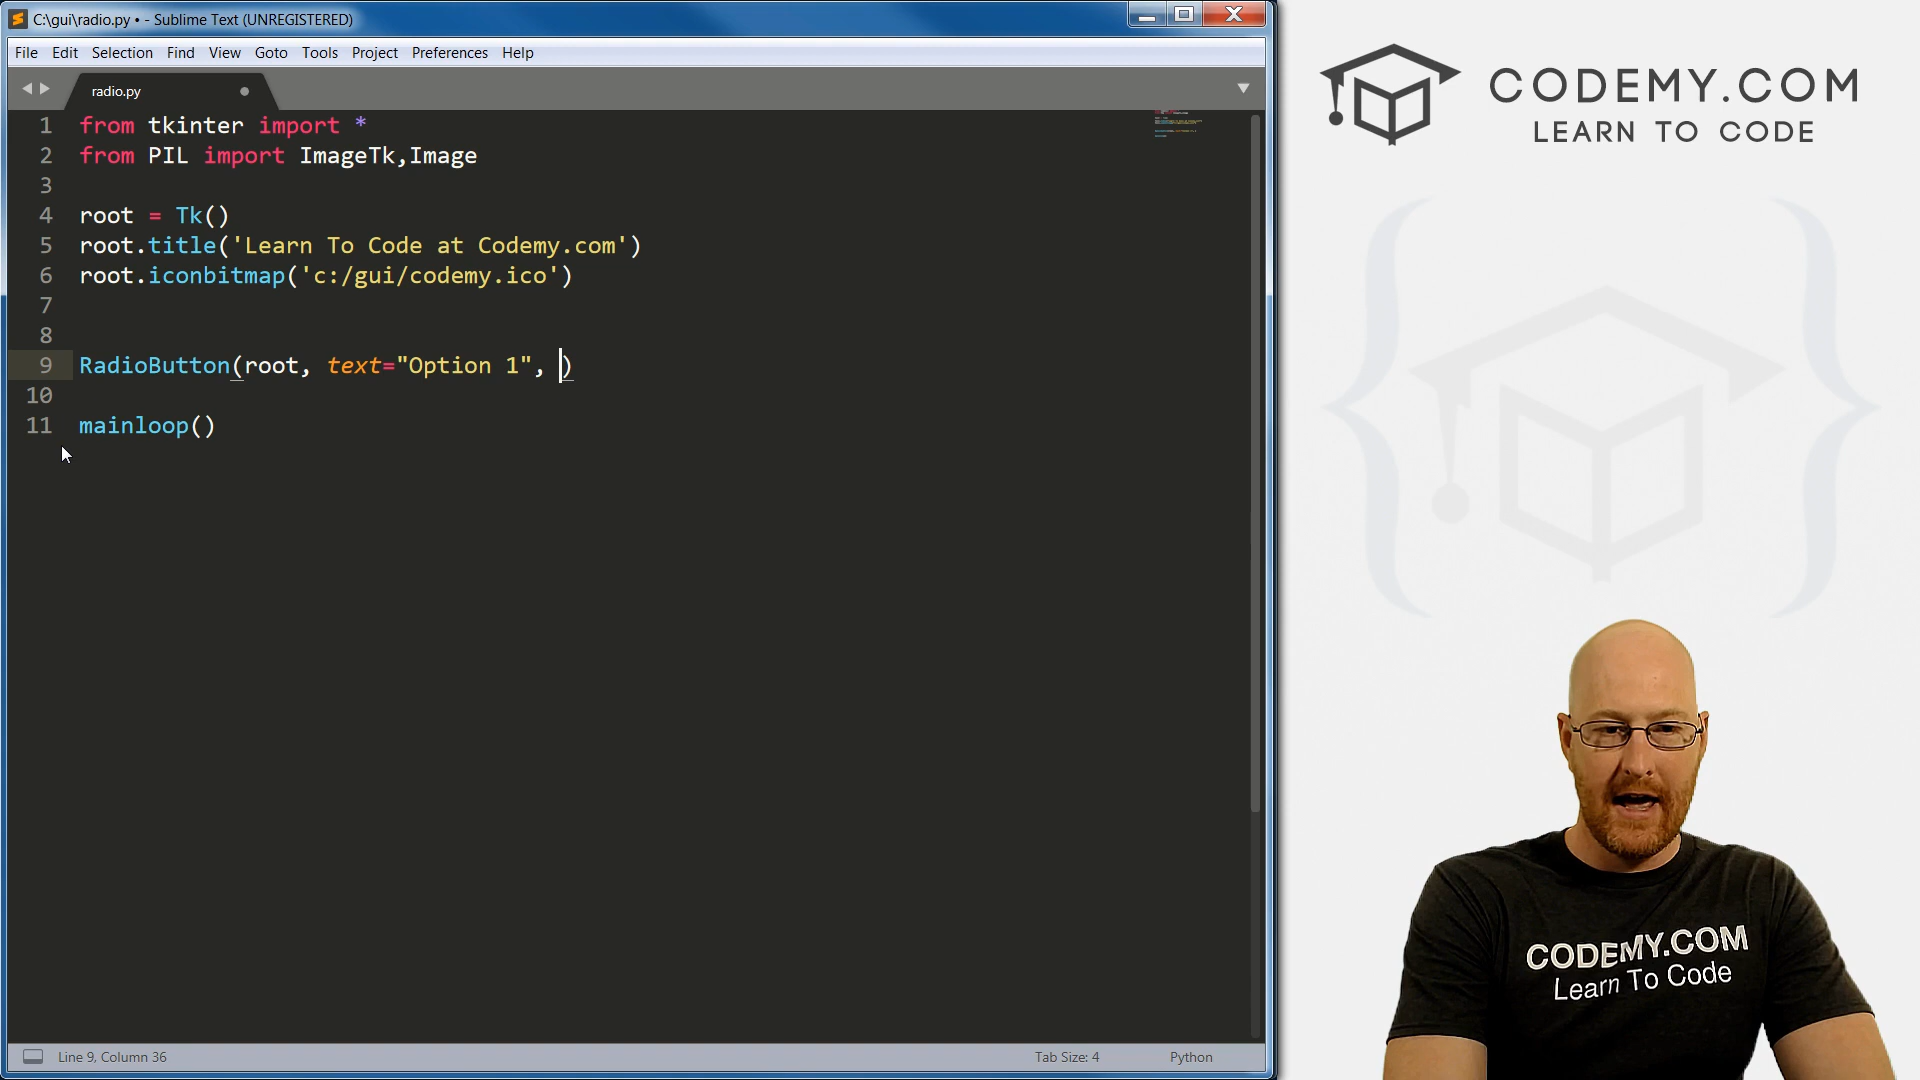 C:\gui\radio.py • - Sublime Text (UNREGISTERED)
File Edit Selection Find View Goto Tools Project Preferences Help
radio.py
1 from tkinter import *
2 from PIL import ImageTk,Image
3
4 root = Tk()
5 root.title('Learn To Code at Codemy.com')
6 root.iconbitmap('c:/gui/codemy.ico')
7
8
9 RadioButton(root, text="Option 1", )
10
11 mainloop()
Line 9, Column 36
Tab Size: 4
Python
CODEMY.COM
LEARN TO CODE
CODEMY.COM
Learn To Code